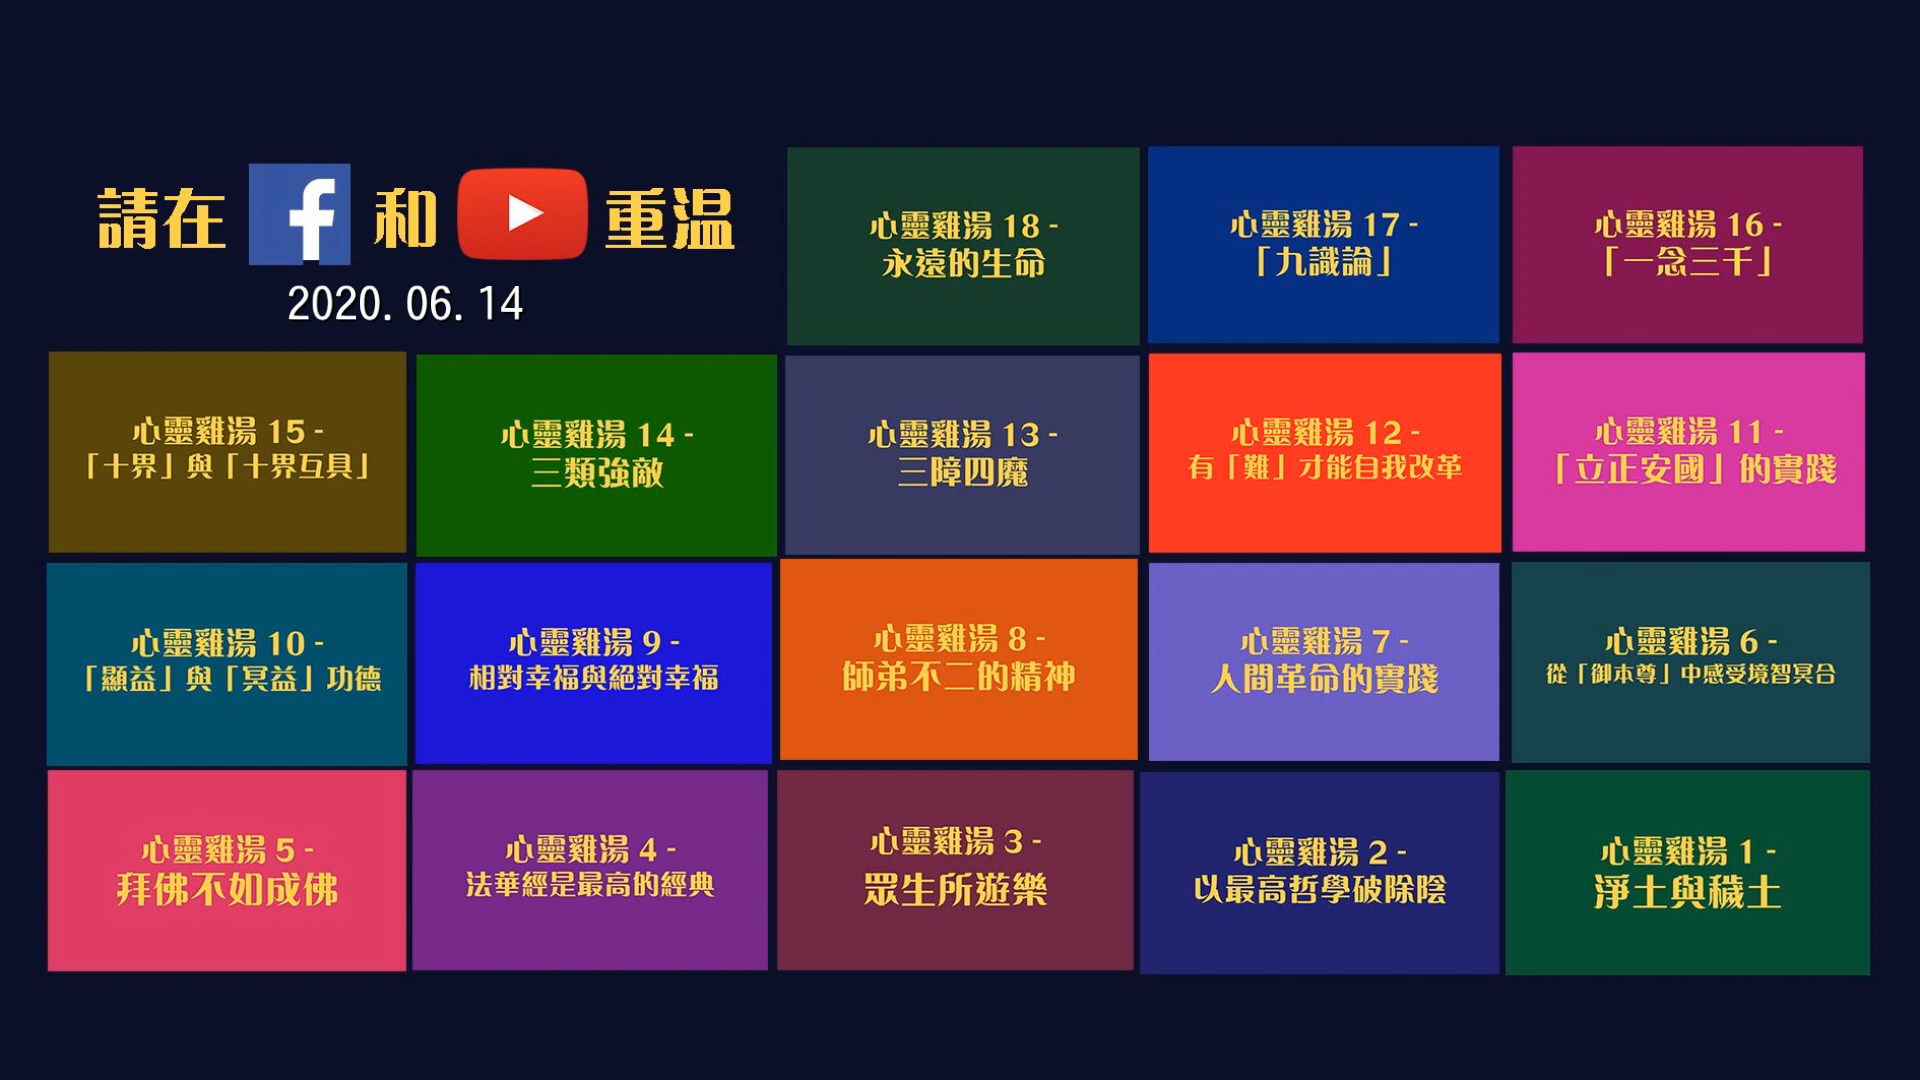 請在 f 和 重溫
2020. 06. 14
心靈雞湯 18 -
永遠的生命
心靈雞湯 17 -
「九識論」
心靈雞湯 16 -
「一念三千」
心靈雞湯 15 -
「十界」與「十界互具」
心靈雞湯 14 -
三類強敵
心靈雞湯 13 -
三障四魔
心靈雞湯 12 -
有「難」才能自我改革
心靈雞湯 11 -
「立正安國」的實踐
心靈雞湯 10 -
「顯益」與「冥益」功德
心靈雞湯 9 -
相對幸福與絕對幸福
心靈雞湯 8 -
師弟不二的精神
心靈雞湯 7 -
人間革命的實踐
心靈雞湯 6 -
從「御本尊」中感受境智冥合
心靈雞湯 5 -
拜佛不如成佛
心靈雞湯 4 -
法華經是最高的經典
心靈雞湯 3 -
眾生所遊樂
心靈雞湯 2 -
以最高哲學破除陰
心靈雞湯 1 -
淨土與穢土